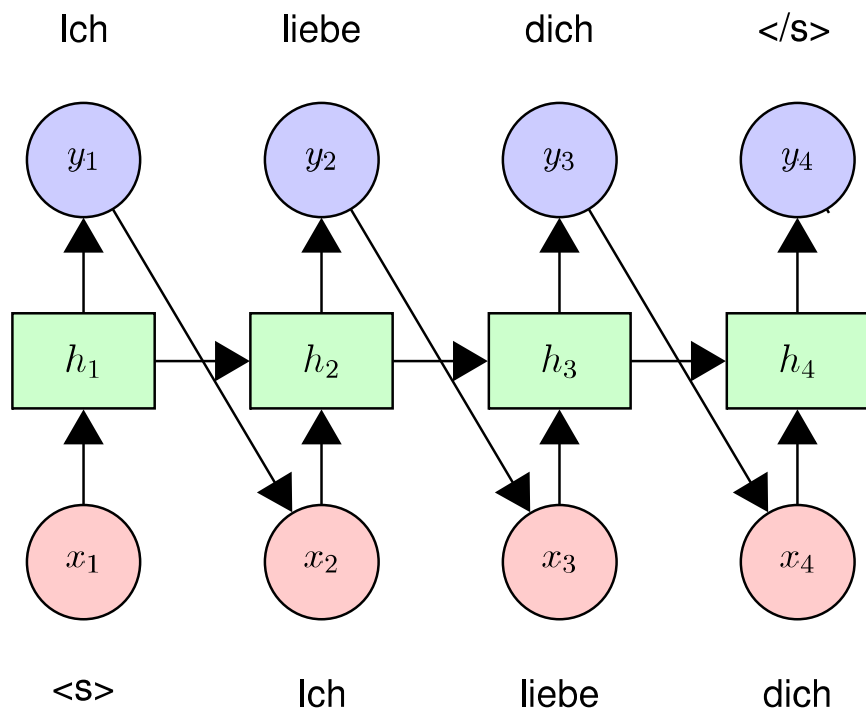 Ich liebe dich </s>
y₁ y₂ y₃ y₄
h₁ h₂ h₃ h₄
x₁ x₂ x₃ x₄
<s> Ich liebe dich